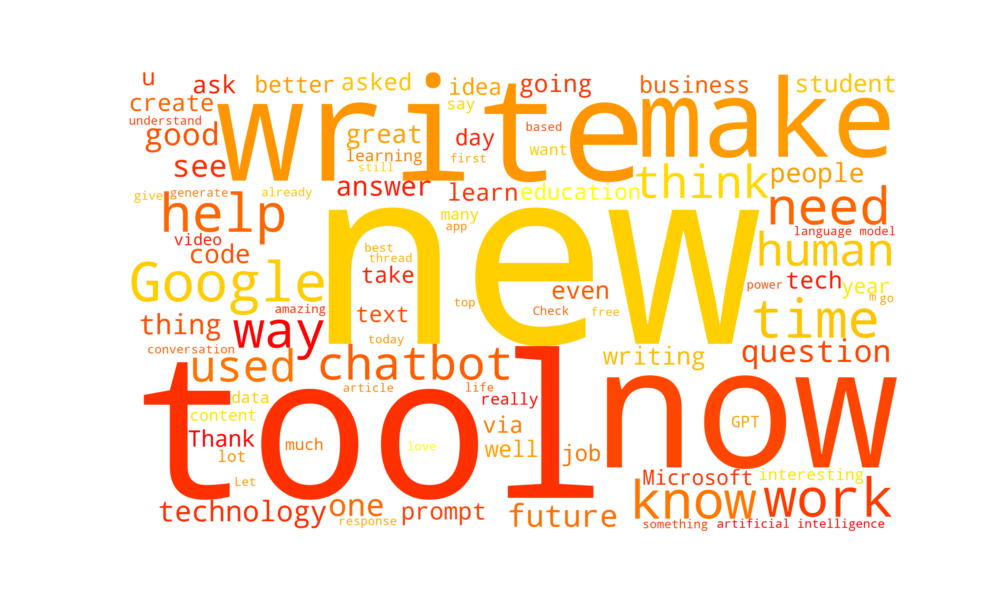 u ask better asked idea going business student
create write say make
understand
good great day based
see learning first want
still
answer learn education think people
give generate already
help new need
many
app language model
video
code best human
thread
Google take even power tech year
m go
amazing top Check free time
thing way text
today
conversation used chatbot writing question
tool article life now
data really
content
Thank much love via GPT
lot well job
Let Microsoft interesting
technology one prompt future know work
response something artificial intelligence